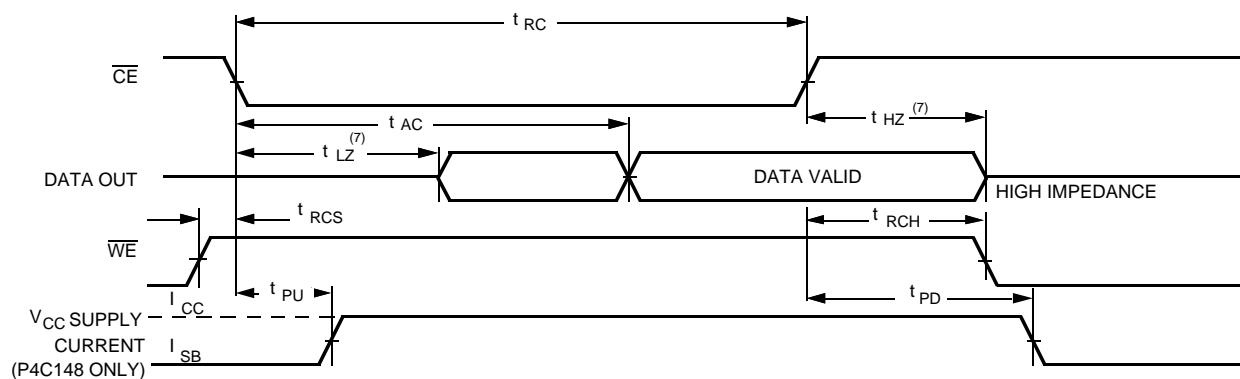 t RC
CE
t AC
t HZ (7)
t LZ (7)
DATA OUT
DATA VALID
HIGH IMPEDANCE
t RCS
t RCH
WE
I CC
t PU
t PD
VCC SUPPLY
CURRENT
I SB
(P4C148 ONLY)